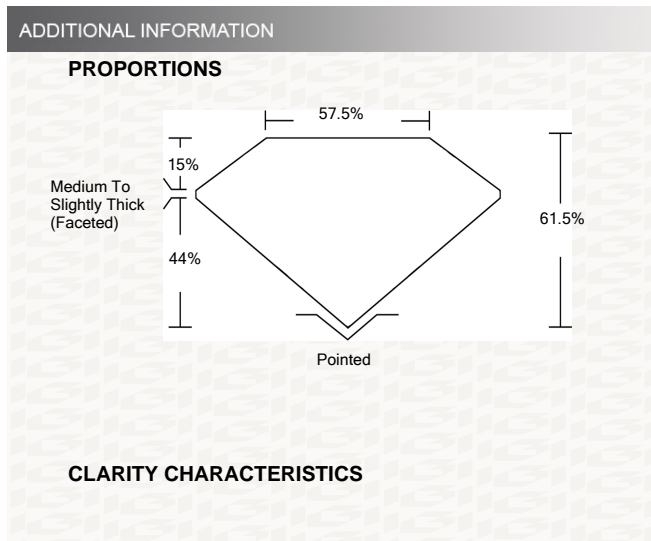 ADDITIONAL INFORMATION
PROPORTIONS
57.5%
15%
Medium To
Slightly Thick
(Faceted)
61.5%
44%
Pointed
CLARITY CHARACTERISTICS